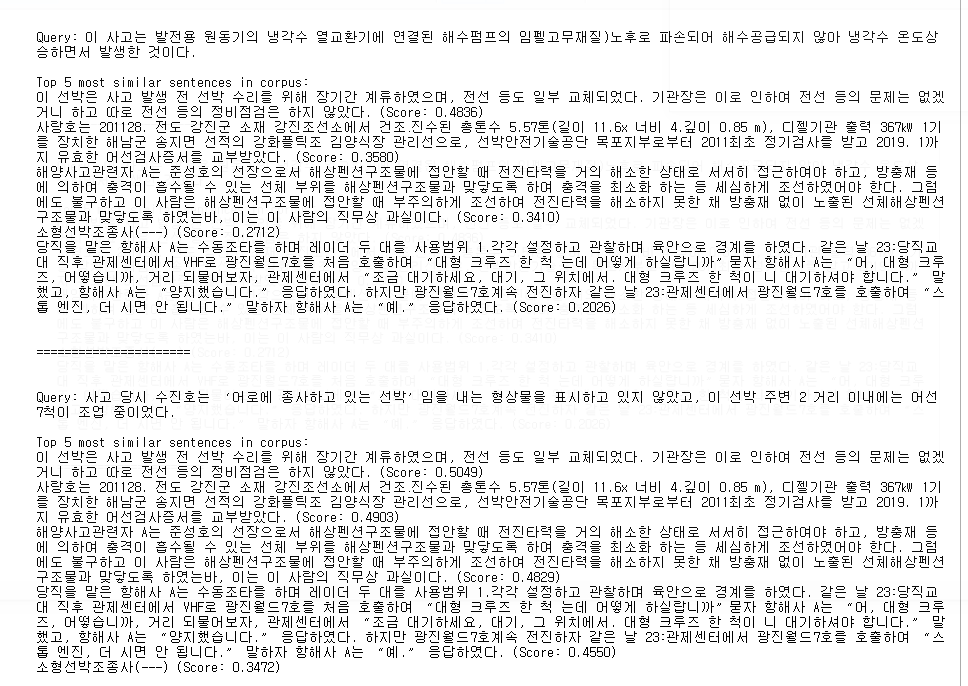 Query: 이 사고는 발전용 원동기의 냉각수 열교환기에 연결된 해수펌프의 임펠고무재질)노후로 파손되어 해수공급되지 않아 냉각수 온도상
승하면서 발생한 것이다.
Top 5 most similar sentences in corpus:
이 선박은 사고 발생 전 선박 수리를 위해 장기간 계류하였으며, 전선 등도 일부 교체되었다. 기관장은 이로 인하여 전선 등의 문제는 없겠
거니 하고 따로 전선 등의 정비점검은 하지 않았다. (Score: 0.4836)
사랑호는 201128. 전도 강진군 소재 강진조선소에서 건조.진수된 총톤수 5.57톤(길이 11.6x 너비 4.깊이 0.85 m), 디젤기관 출력 367kW 1기
를 장치한 해남군 송지면 선적의 강화플틱조 김양식장 관리선으로, 선박안전기술공단 목포지부로부터 2011최초 정기검사를 받고 2019. 1까
지 유효한 어선검사증서를 교부받았다. (Score: 0.3580)
해양사고관련자 A는 준성호의 선장으로서 해상펜션구조물에 접안할 때 전진타력을 거의 해소한 상태로 서서히 접근하여야 하고, 방충재 등
에 의하여 충격이 흡수될 수 있는 선체 부위를 해상펜션구조물과 맞닿도록 하여 충격을 최소화 하는 등 세심하게 조선하였어야 한다. 그럼
에도 불구하고 이 사람은 해상펜션구조물에 접안할 때 부주의하게 조선하여 전진타력을 해소하지 못한 채 방충재 없이 노출된 선체해상펜션
구조물과 맞닿도록 하였는바, 이는 이 사람의 직무상 과실이다. (Score: 0.3410)
소형선박조종사(---) (Score: 0.2712)
당직을 맡은 항해사 A는 수동조타를 하며 레이더 두 대를 사용범위 1.각각 설정하고 관찰하며 육안으로 경계를 하였다. 같은 날 23:당직교
대 직후 관제센터에서 VHF로 광진월드7호를 처음 호출하여 “대형 크루즈 한 척 는데 어떻게 하실랍니까” 묻자 항해사 A는 “어, 대형 크루
즈, 어떻습니까, 거리 되물어보자, 관제센터에서 “조금 대기하세요, 대기, 그 위치에서. 대형 크루즈 한 척이 니 대기하셔야 합니다.” 말
했고, 항해사 A는 “양지했습니다.” 응답하였다. 하지만 광진월드7호계속 전진하자 같은 날 23:관제센터에서 광진월드7호를 호출하여 “스
톱 엔진, 더 시면 안 됩니다.” 말하자 항해사 A는 “예.” 응답하였다. (Score: 0.2026)
======================
Query: 사고 당시 수진호는 ‘어로에 종사하고 있는 선박’임을 내는 형상물을 표시하고 있지 않았고, 이 선박 주변 2 거리 이내에는 어선
7척이 조업 중이었다.
Top 5 most similar sentences in corpus:
이 선박은 사고 발생 전 선박 수리를 위해 장기간 계류하였으며, 전선 등도 일부 교체되었다. 기관장은 이로 인하여 전선 등의 문제는 없겠
거니 하고 따로 전선 등의 정비점검은 하지 않았다. (Score: 0.5049)
사랑호는 201128. 전도 강진군 소재 강진조선소에서 건조.진수된 총톤수 5.57톤(길이 11.6x 너비 4.깊이 0.85 m), 디젤기관 출력 367kW 1기
를 장치한 해남군 송지면 선적의 강화플틱조 김양식장 관리선으로, 선박안전기술공단 목포지부로부터 2011최초 정기검사를 받고 2019. 1까
지 유효한 어선검사증서를 교부받았다. (Score: 0.4903)
해양사고관련자 A는 준성호의 선장으로서 해상펜션구조물에 접안할 때 전진타력을 거의 해소한 상태로 서서히 접근하여야 하고, 방충재 등
에 의하여 충격이 흡수될 수 있는 선체 부위를 해상펜션구조물과 맞닿도록 하여 충격을 최소화 하는 등 세심하게 조선하였어야 한다. 그럼
에도 불구하고 이 사람은 해상펜션구조물에 접안할 때 부주의하게 조선하여 전진타력을 해소하지 못한 채 방충재 없이 노출된 선체해상펜션
구조물과 맞닿도록 하였는바, 이는 이 사람의 직무상 과실이다. (Score: 0.4829)
당직을 맡은 항해사 A는 수동조타를 하며 레이더 두 대를 사용범위 1.각각 설정하고 관찰하며 육안으로 경계를 하였다. 같은 날 23:당직교
대 직후 관제센터에서 VHF로 광진월드7호를 처음 호출하여 “대형 크루즈 한 척 는데 어떻게 하실랍니까” 묻자 항해사 A는 “어, 대형 크루
즈, 어떻습니까, 거리 되물어보자, 관제센터에서 “조금 대기하세요, 대기, 그 위치에서. 대형 크루즈 한 척이 니 대기하셔야 합니다.” 말
했고, 항해사 A는 “양지했습니다.” 응답하였다. 하지만 광진월드7호계속 전진하자 같은 날 23:관제센터에서 광진월드7호를 호출하여 “스
톱 엔진, 더 시면 안 됩니다.” 말하자 항해사 A는 “예.” 응답하였다. (Score: 0.4550)
소형선박조종사(---) (Score: 0.3472)